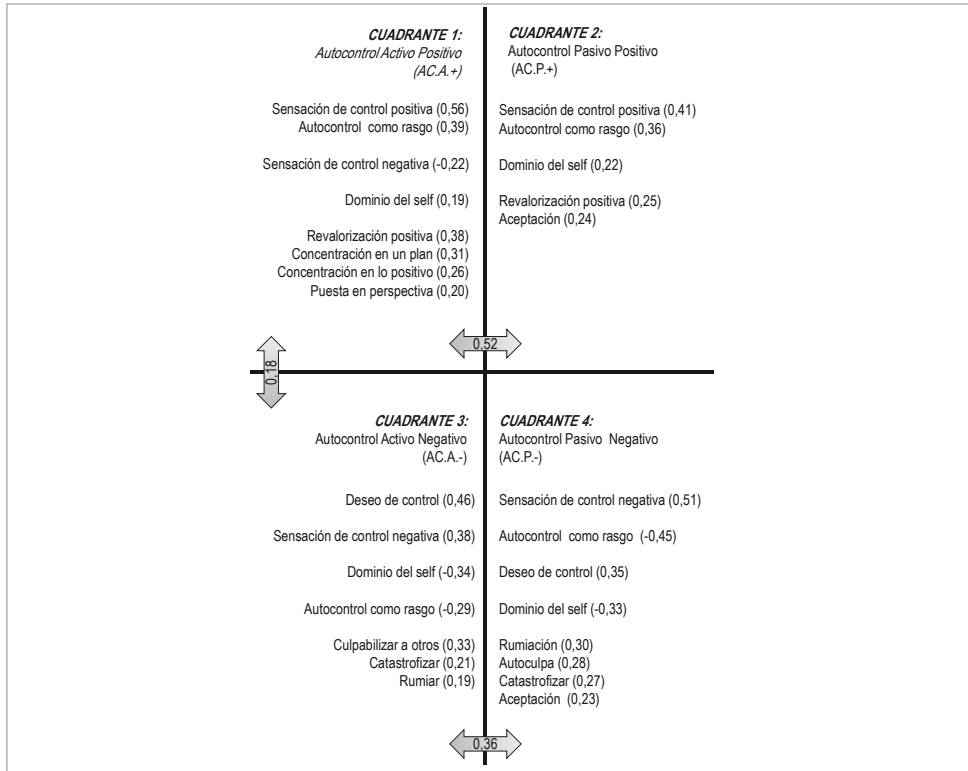 CUADRANTE 1:
Autocontrol Activo Positivo
(AC.A.+)
Sensación de control positiva (0,56)
Autocontrol como rasgo (0,39)
Sensación de control negativa (-0,22)
Dominio del self (0,19)
Revalorización positiva (0,38)
Concentración en un plan (0,31)
Concentración en lo positivo (0,26)
Puesta en perspectiva (0,20)
CUADRANTE 2:
Autocontrol Pasivo Positivo
(AC.P.+)
Sensación de control positiva (0,41)
Autocontrol como rasgo (0,36)
Dominio del self (0,22)
Revalorización positiva (0,25)
Aceptación (0,24)
0,52
0,18
CUADRANTE 3:
Autocontrol Activo Negativo
(AC.A.-)
Deseo de control (0,46)
Sensación de control negativa (0,38)
Dominio del self (-0,34)
Autocontrol como rasgo (-0,29)
Culpabilizar a otros (0,33)
Catastrofizar (0,21)
Rumiar (0,19)
CUADRANTE 4:
Autocontrol Pasivo Negativo
(AC.P.-)
Sensación de control negativa (0,51)
Autocontrol como rasgo (-0,45)
Deseo de control (0,35)
Dominio del self (-0,33)
Rumiación (0,30)
Autoculpa (0,28)
Catastrofizar (0,27)
Aceptación (0,23)
0,36